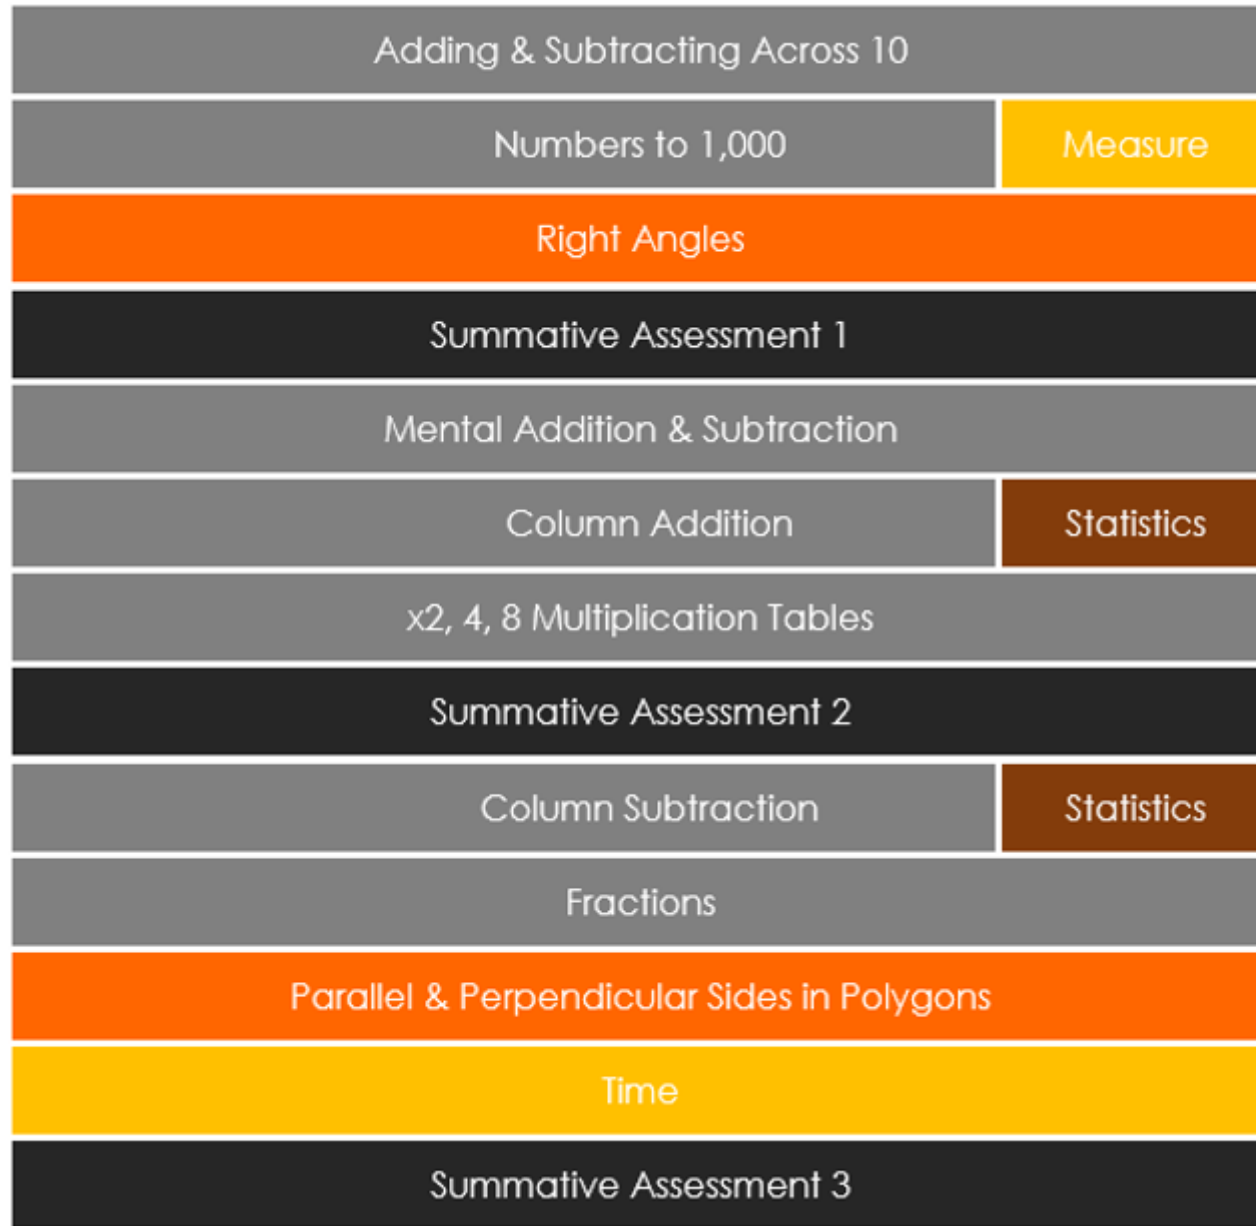 Adding & Subtracting Across 10
Numbers to 1,000
Measure
Right Angles
Summative Assessment 1
Mental Addition & Subtraction
Column Addition
Statistics
x2, 4, 8 Multiplication Tables
Summative Assessment 2
Column Subtraction
Statistics
Fractions
Parallel & Perpendicular Sides in Polygons
Time
Summative Assessment 3